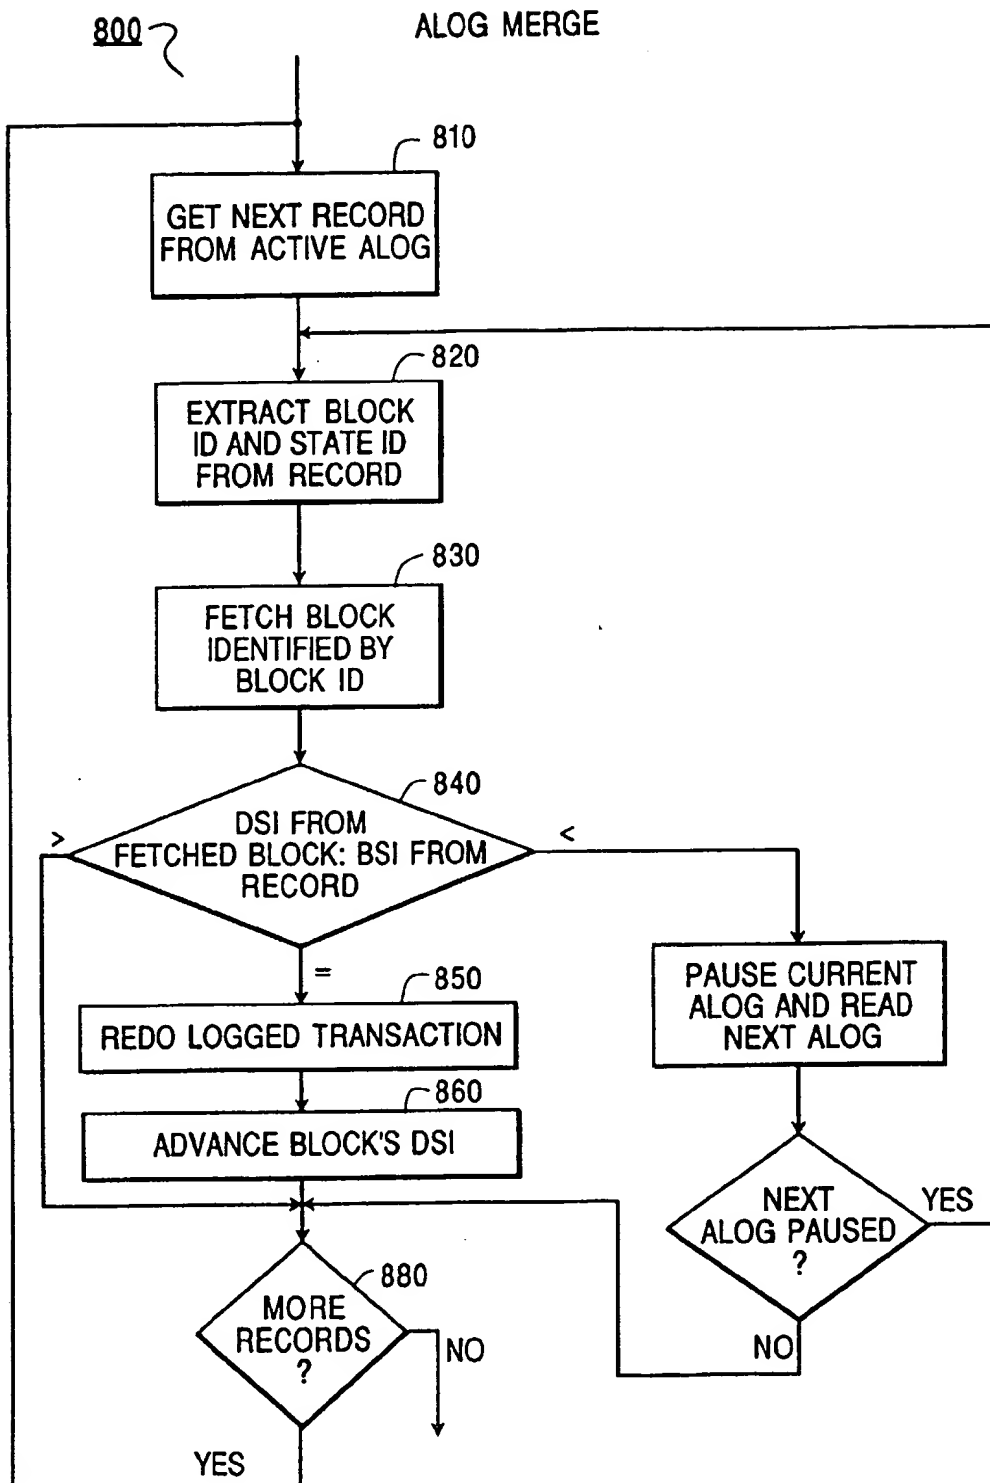 800
ALOG MERGE
810
GET NEXT RECORD
FROM ACTIVE ALOG
820
EXTRACT BLOCK
ID AND STATE ID
FROM RECORD
830
FETCH BLOCK
IDENTIFIED BY
BLOCK ID
840
>
<
DSI FROM
FETCHED BLOCK: BSI FROM
RECORD
=
850
REDO LOGGED TRANSACTION
860
ADVANCE BLOCK'S DSI
PAUSE CURRENT
ALOG AND READ
NEXT ALOG
NEXT
ALOG PAUSED
?
YES
NO
880
MORE
RECORDS
?
NO
YES